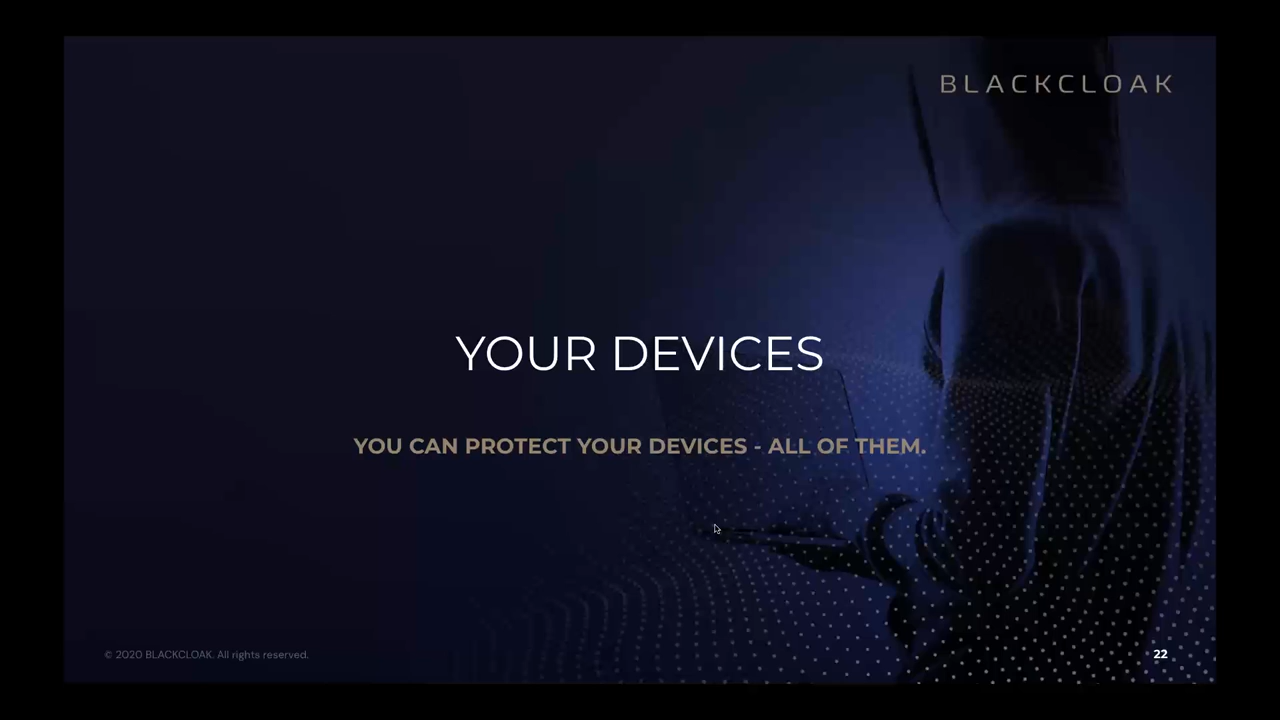 BLACKCLOAK
YOUR DEVICES
YOU CAN PROTECT YOUR DEVICES - ALL OF THEM.
© 2020 BLACKCLOAK. All rights reserved.
22